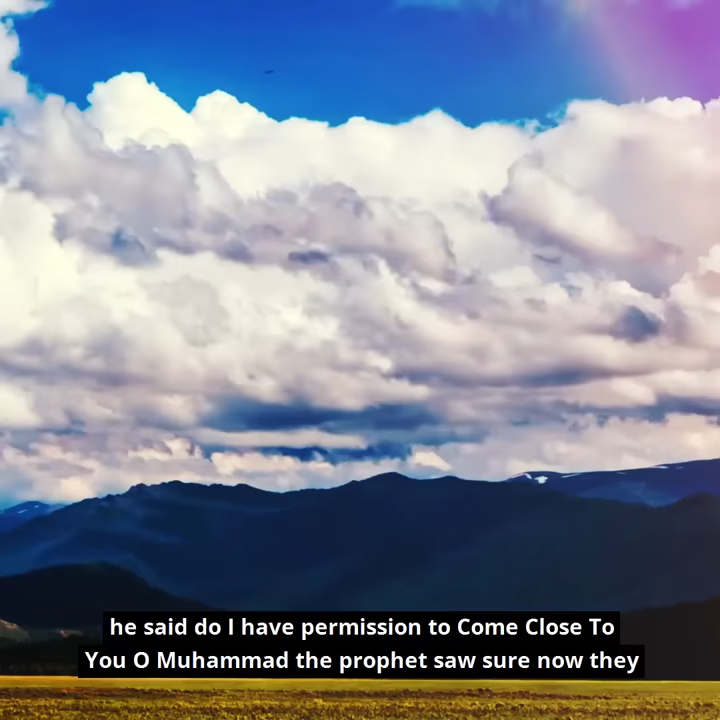 he said do I have permission to Come Close To
You O Muhammad the prophet saw sure now they